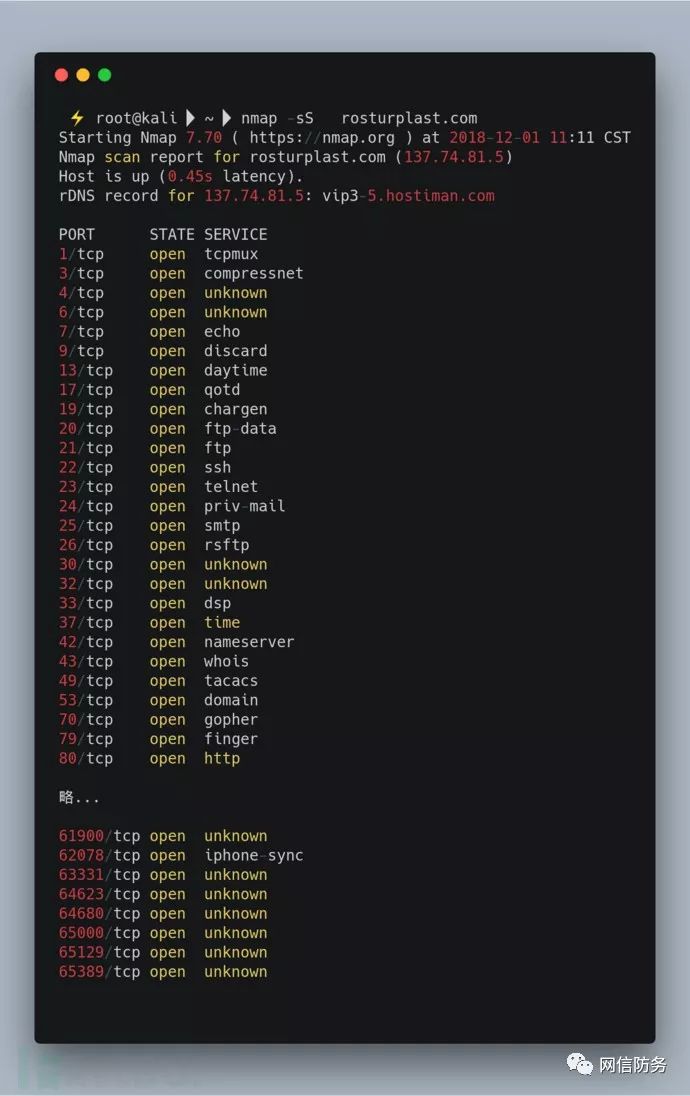 ⚡ root@kali ▶ ~ ▶ nmap -sS   rosturplast.com
Starting Nmap 7.70 ( https://nmap.org ) at 2018-12-01 11:11 CST
Nmap scan report for rosturplast.com (137.74.81.5)
Host is up (0.45s latency).
rDNS record for 137.74.81.5: vip3-5.hostiman.com
PORT      STATE SERVICE
1/tcp     open  tcpmux
3/tcp     open  compressnet
4/tcp     open  unknown
6/tcp     open  unknown
7/tcp     open  echo
9/tcp     open  discard
13/tcp    open  daytime
17/tcp    open  qotd
19/tcp    open  chargen
20/tcp    open  ftp-data
21/tcp    open  ftp
22/tcp    open  ssh
23/tcp    open  telnet
24/tcp    open  priv-mail
25/tcp    open  smtp
26/tcp    open  rsftp
30/tcp    open  unknown
32/tcp    open  unknown
33/tcp    open  dsp
37/tcp    open  time
42/tcp    open  nameserver
43/tcp    open  whois
49/tcp    open  tacacs
53/tcp    open  domain
70/tcp    open  gopher
79/tcp    open  finger
80/tcp    open  http
略...
61900/tcp open  unknown
62078/tcp open  iphone-sync
63331/tcp open  unknown
64623/tcp open  unknown
64680/tcp open  unknown
65000/tcp open  unknown
65129/tcp open  unknown
65389/tcp open  unknown
网信防务